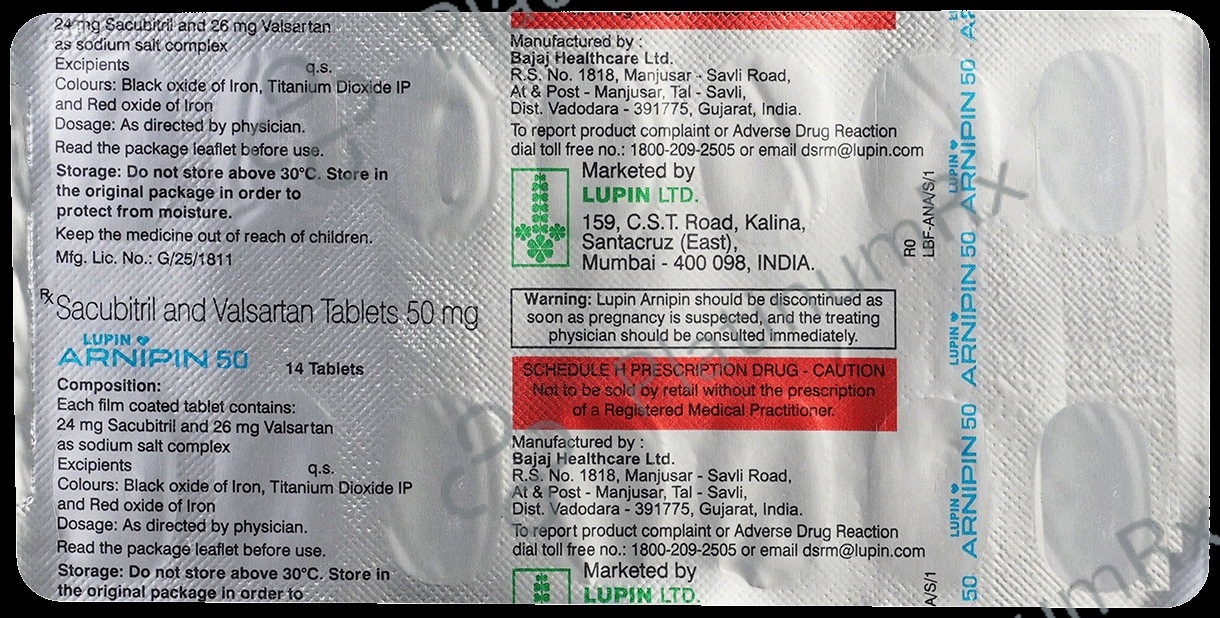 24 mg Sacubitril and 26 mg Valsartan
as sodium salt complex
Excipients q.s.
Colours: Black oxide of Iron, Titanium Dioxide IP
and Red oxide of Iron
Dosage: As directed by physician.
Read the package leaflet before use.
Storage: Do not store above 30°C. Store in
the original package in order to
protect from moisture.
Keep the medicine out of reach of children.
Mfg. Lic. No.: G/25/1811
Rx Sacubitril and Valsartan Tablets 50 mg
LUPIN
ARNIPIN 50
14 Tablets
Composition:
Each film coated tablet contains:
24 mg Sacubitril and 26 mg Valsartan
as sodium salt complex
Excipients q.s.
Colours: Black oxide of Iron, Titanium Dioxide IP
and Red oxide of Iron
Dosage: As directed by physician.
Read the package leaflet before use.
Storage: Do not store above 30°C. Store in
the original package in order to
Manufactured by :
Bajaj Healthcare Ltd.
R.S. No. 1818, Manjusar - Savli Road,
At & Post - Manjusar, Tal - Savli,
Dist. Vadodara - 391775, Gujarat, India.
To report product complaint or Adverse Drug Reaction
dial toll free no.: 1800-209-2505 or email dsrm@lupin.com
Marketed by
LUPIN LTD.
159, C.S.T. Road, Kalina,
Santacruz (East),
Mumbai - 400 098, INDIA.
Warning: Lupin Arnipin should be discontinued as
soon as pregnancy is suspected, and the treating
physician should be consulted immediately.
SCHEDULE H PRESCRIPTION DRUG - CAUTION
Not to be sold by retail without the prescription
of a Registered Medical Practitioner.
Manufactured by :
Bajaj Healthcare Ltd.
R.S. No. 1818, Manjusar - Savli Road,
At & Post - Manjusar, Tal - Savli,
Dist. Vadodara - 391775, Gujarat, India.
To report product complaint or Adverse Drug Reaction
dial toll free no.: 1800-209-2505 or email dsrm@lupin.com
Marketed by
LUPIN LTD.
R0
LBF-ANA/S/1
A/S/1
LUPIN
ARNIPIN 50
LUPIN
ARNIPIN 50
LUPIN
ARNIPIN 50
50
PlatinumRx